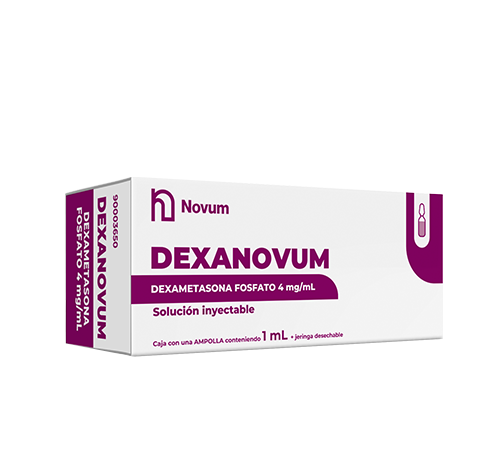 Novum
DEXANOVUM
DEXAMETASONA FOSFATO 4 mg/mL
Solución inyectable
Caja con una AMPOLLA conteniendo 1 mL + jeringa desechable
90003650
DEXANOVUM
DEXAMETASONA
FOSFATO 4 mg/mL